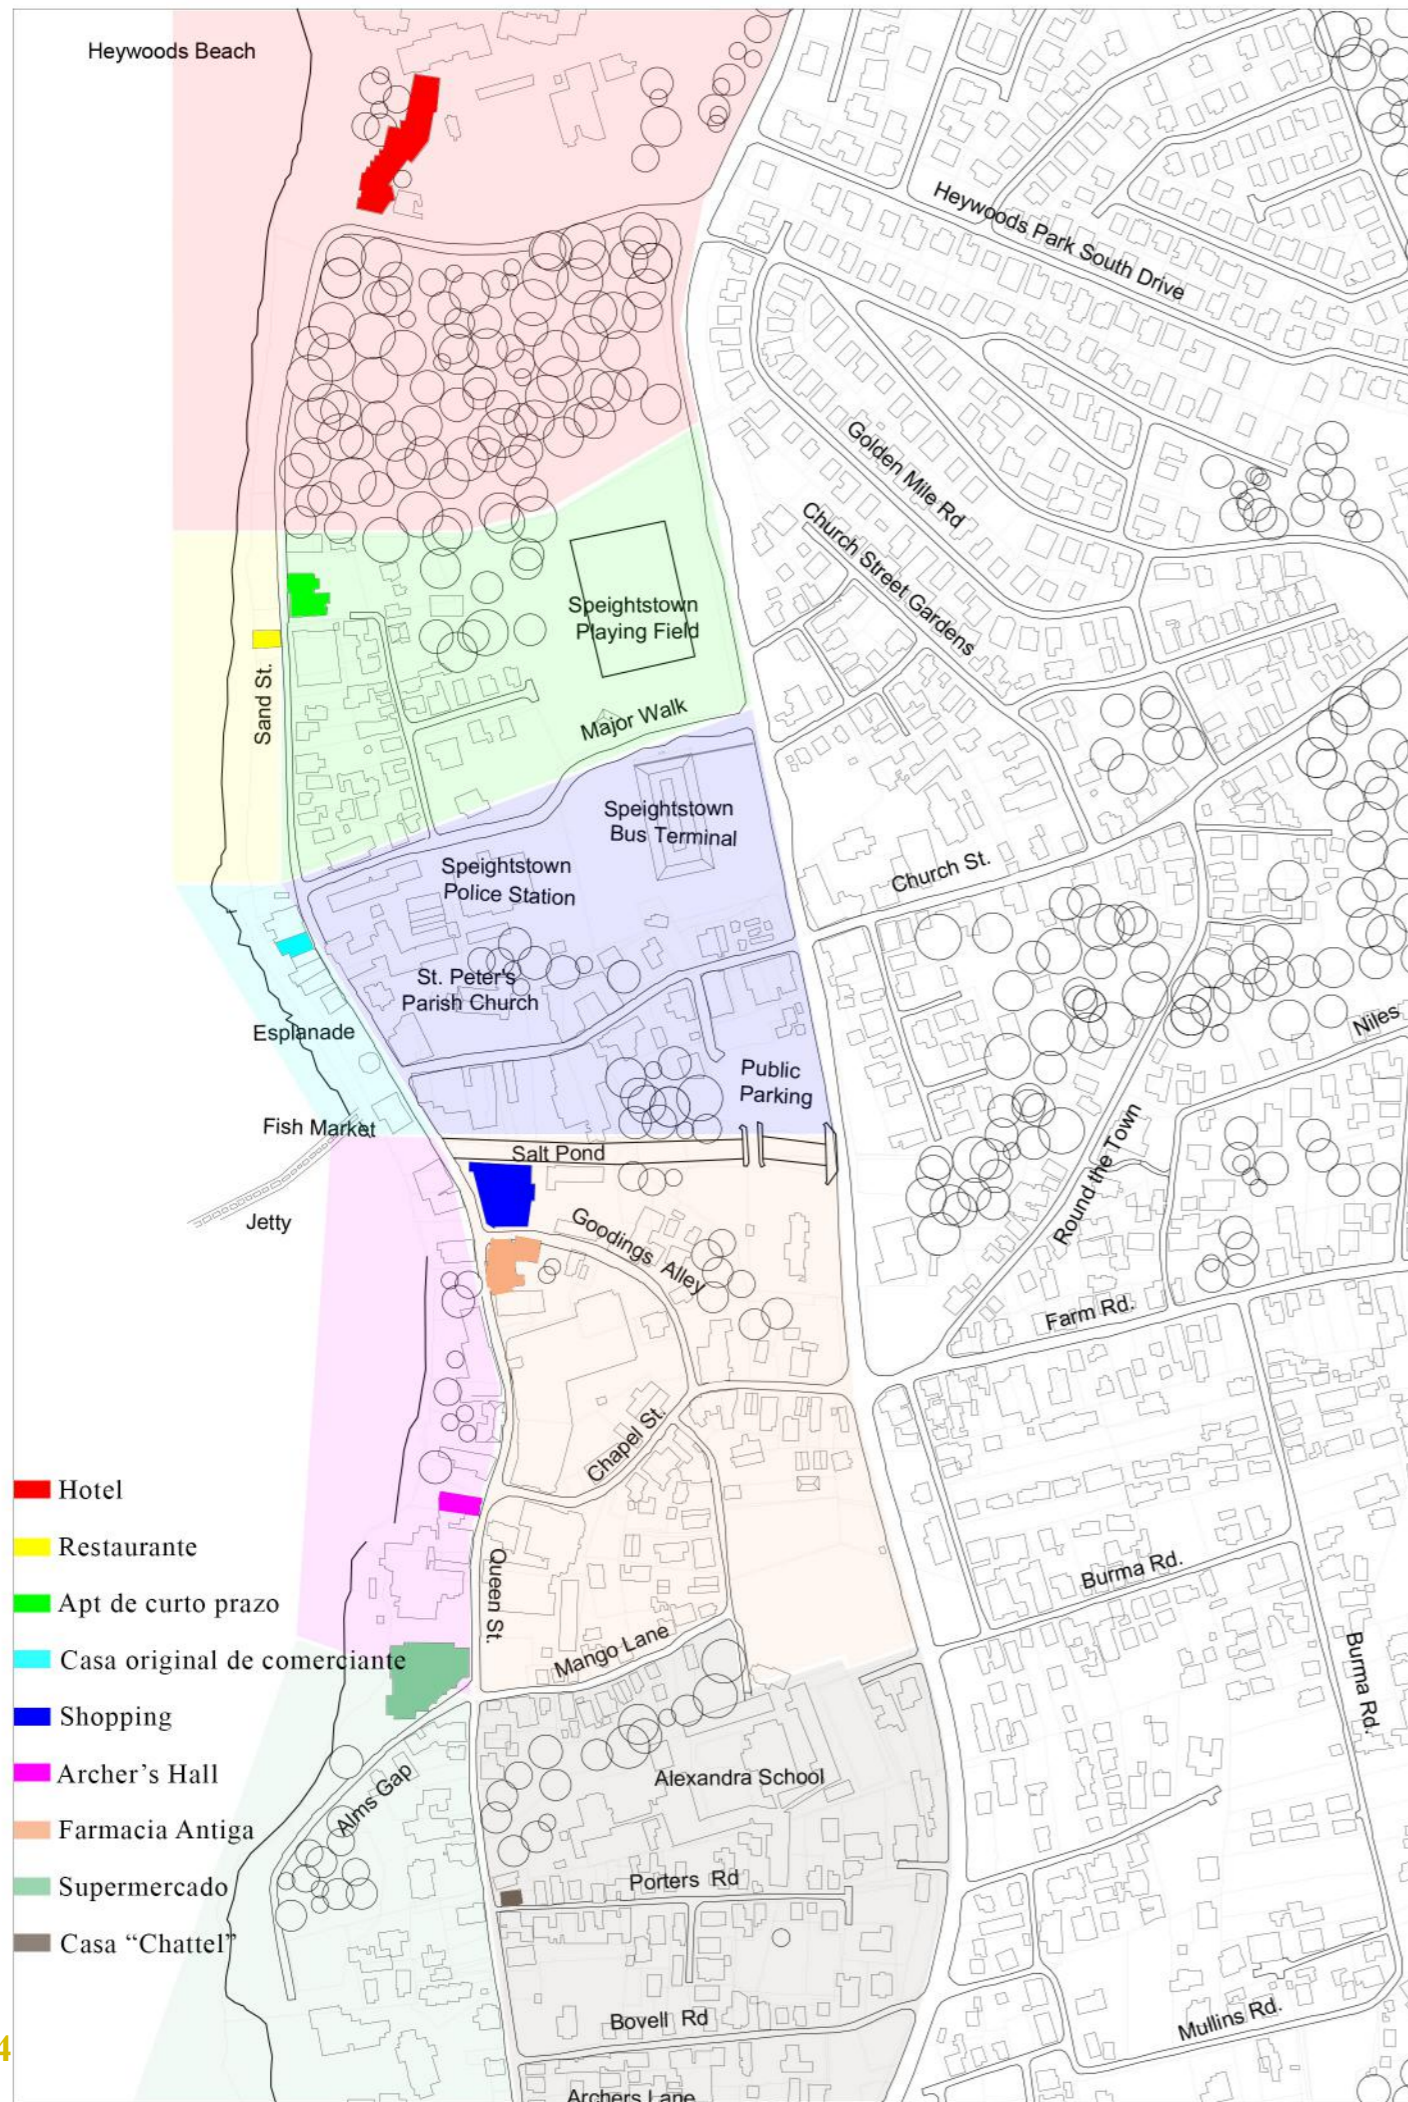 Heywoods Beach
Heywoods Park South Drive
Golden Mile Rd
Church Street Gardens
Speightstown
Playing Field
Sand St.
Major Walk
Speightstown
Bus Terminal
Speightstown
Police Station
Church St.
St. Peter's
Parish Church
Esplanade
Niles
Public
Parking
Fish Market
Salt Pond
Round the Town
Jetty
Goodings Alley
Farm Rd.
Chapel St.
Hotel
Restaurante
Queen St.
Burma Rd.
Apt de curto prazo
Mango Lane
Casa original de comerciante
Burma Rd.
Shopping
Archer's Hall
Alms Gap
Alexandra School
Farmacia Antiga
Supermercado
Porters Rd
Casa “Chattel”
Bovell Rd
Mullins Rd.
4
Archers Lane